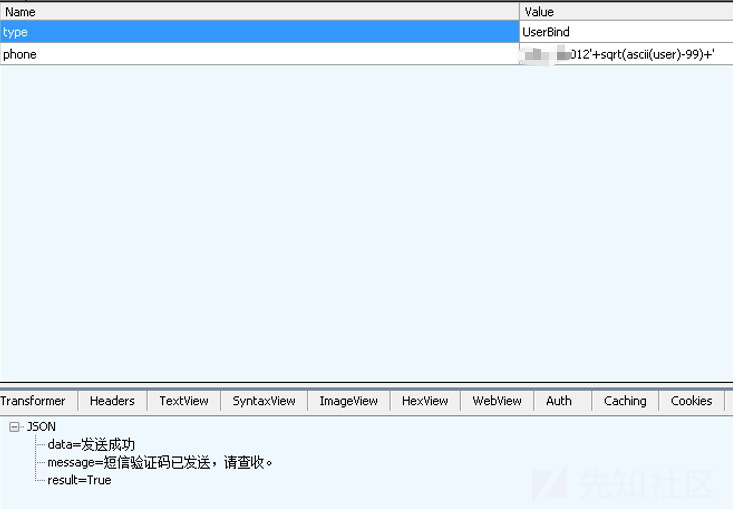 Name Value
type UserBind
phone 012'+sqrt(ascii(user)-99)+'
Transformer Headers TextView SyntaxView ImageView HexView WebView Auth Caching Cookies
JSON
data=发送成功
message=短信验证码已发送，请查收。
result=True
先知社区